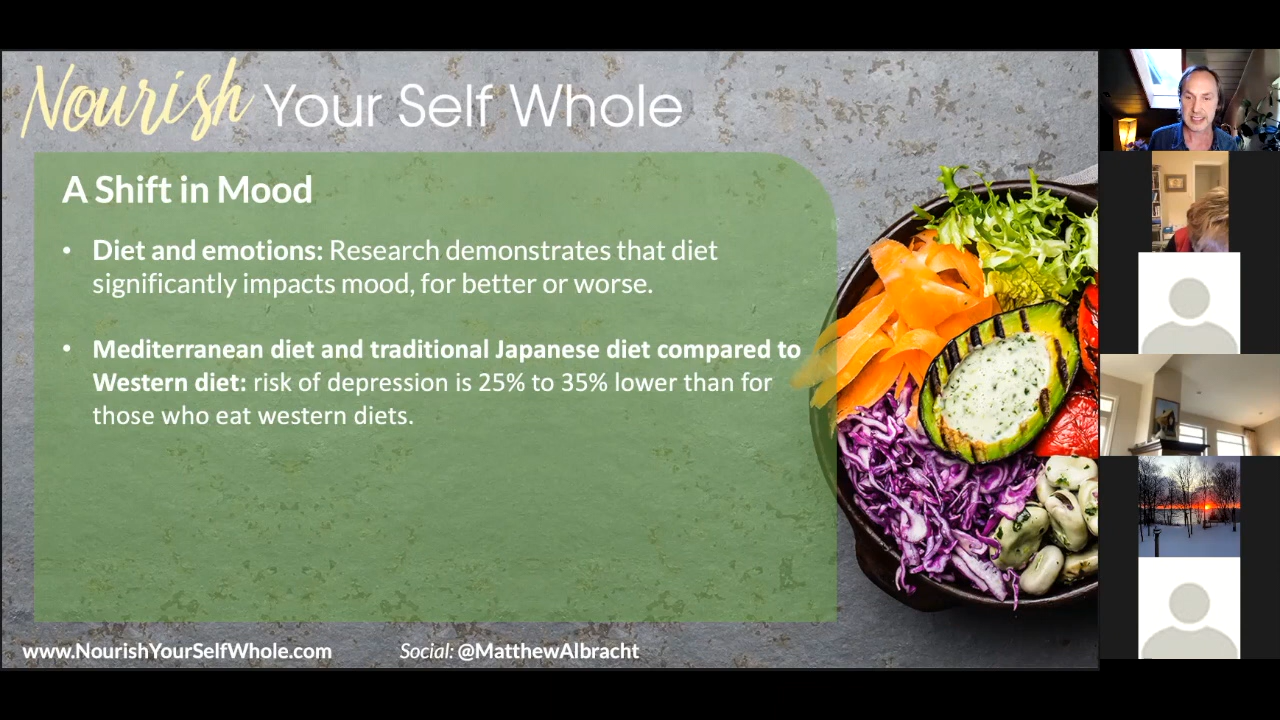 Nourish Your Self Whole
A Shift in Mood
• Diet and emotions: Research demonstrates that diet
significantly impacts mood, for better or worse.
• Mediterranean diet and traditional Japanese diet compared to
Western diet: risk of depression is 25% to 35% lower than for
those who eat western diets.
www.NourishYourSelfWhole.com Social: @MatthewAlbracht